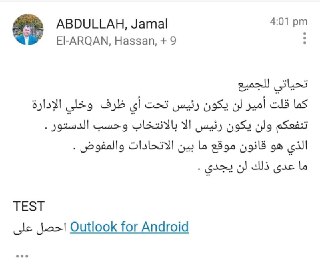 ABDULLAH, Jamal
4:01 pm
El-ARQAN, Hassan, + 9
تحياتي للجميع
كما قلت أمير لن يكون رئيس تحت أي ظرف وخلي الإدارة
تنفعكم ولن يكون رئيس الا بالانتخاب وحسب الدستور .
الذي هو قانون موقع ما بين الاتحادات والمفوض .
ما عدى ذلك لن يجدي .
TEST
احصل على Outlook for Android